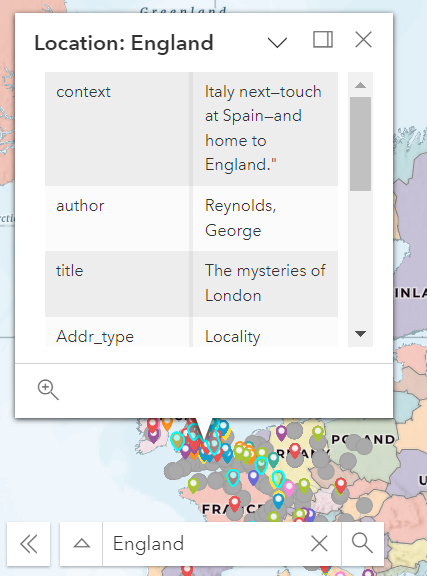 Greenland
Location: England
context
Italy next–touch
at Spain–and
home to
England."
author
Reynolds,
George
title
The mysteries of
London
Addr_type
Locality
POLAND
FRANCE
England